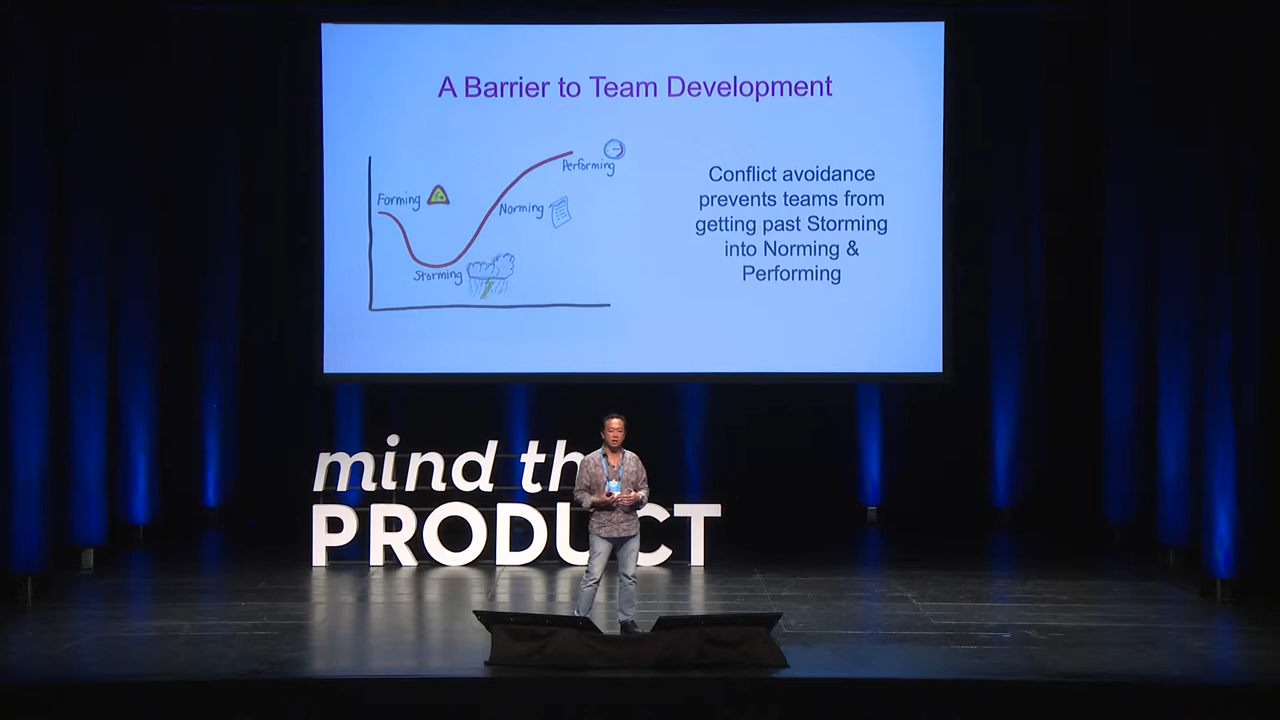 A Barrier to Team Development
Forming
Storming
Norming
Performing
Conflict avoidance
prevents teams from
getting past Storming
into Norming &
Performing
mind th
PRODUCT